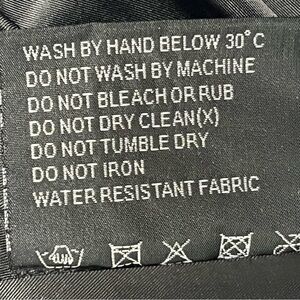 WASH BY HAND BELOW 30°C
DO NOT WASH BY MACHINE
DO NOT BLEACH OR RUB
DO NOT DRY CLEAN(X)
DO NOT TUMBLE DRY
DO NOT IRON
WATER RESISTANT FABRIC